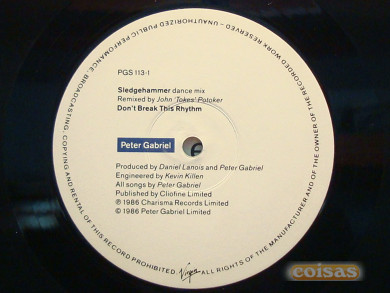 PGS 113-1
Sledgehammer dance mix
Remixed by John 'Tokes' Potoker
Don't Break This Rhythm
Peter Gabriel
Produced by Daniel Lanois and Peter Gabriel
Engineered by Kevin Killen
All songs by Peter Gabriel
Published by Cliofine Limited
℗ 1986 Charisma Records Limited
© 1986 Peter Gabriel Limited
Virgin
ALL RIGHTS OF THE MANUFACTURER AND OF THE OWNER OF THE RECORDED WORK RESERVED – UNAUTHORIZED PUBLIC PERFOMANCE, BROADCASTING, COPYING AND RENTAL OF THIS RECORD PROHIBITED
coisas